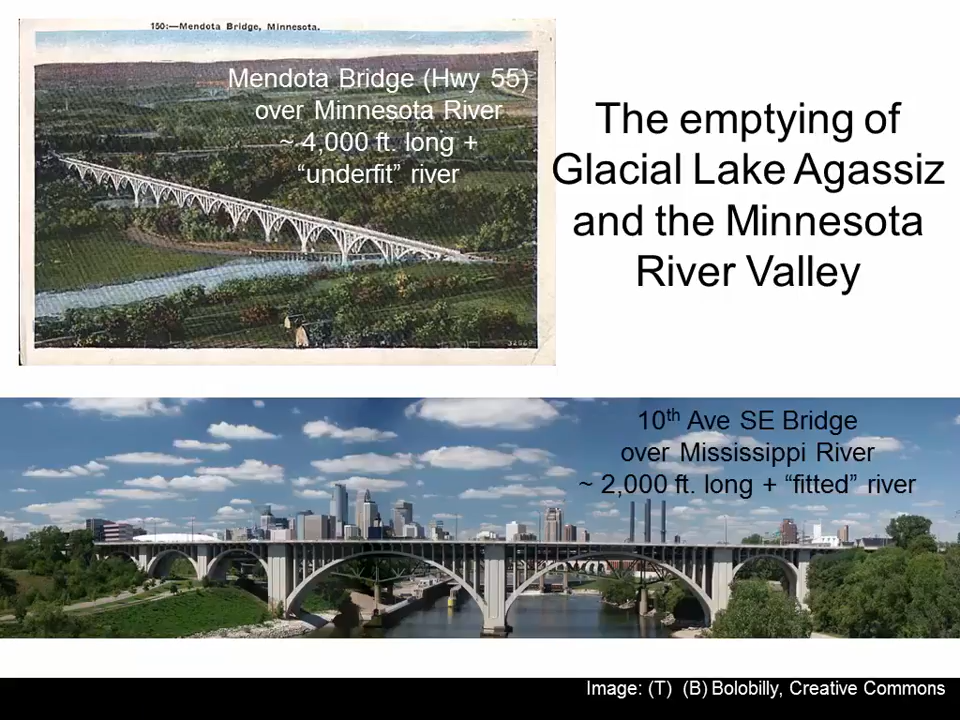 150:—Mendota Bridge, Minnesota.
Mendota Bridge (Hwy 55)
over Minnesota River
~ 4,000 ft. long +
“underfit” river
The emptying of
Glacial Lake Agassiz
and the Minnesota
River Valley
10th Ave SE Bridge
over Mississippi River
~ 2,000 ft. long + “fitted” river
Image: (T)  (B) Bolobilly, Creative Commons